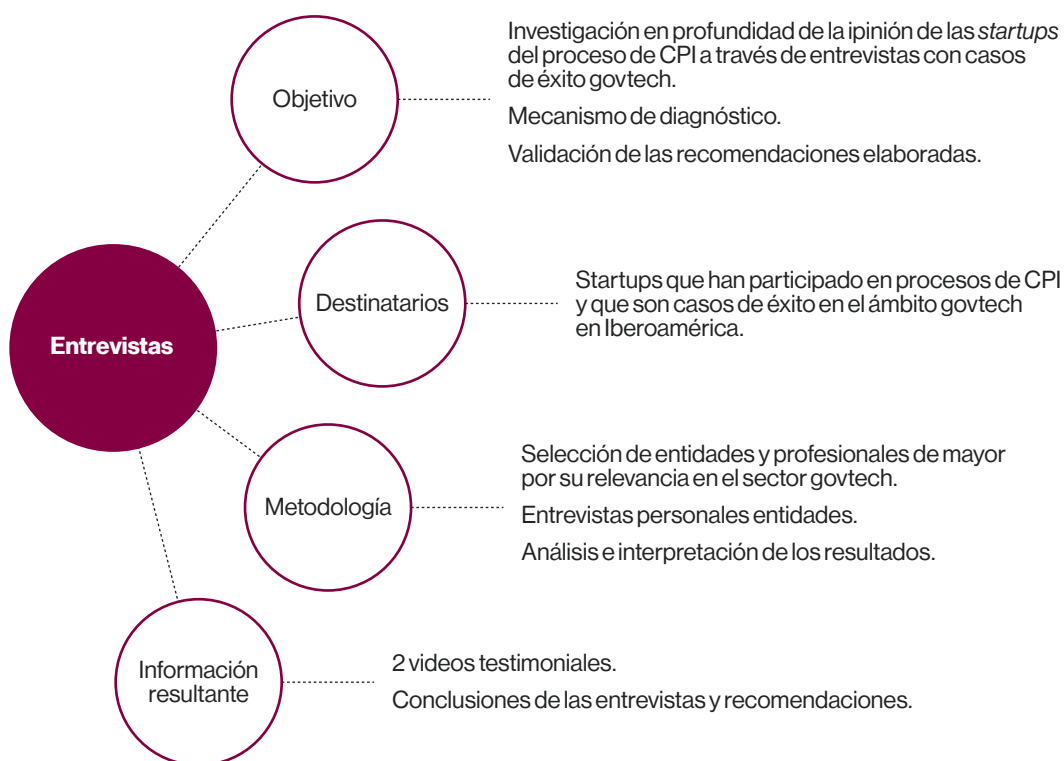 Investigación en profundidad de la ipinión de las startups
del proceso de CPI a través de entrevistas con casos
de éxito govtech.
Objetivo
Mecanismo de diagnóstico.
Validación de las recomendaciones elaboradas.
Startups que han participado en procesos de CPI
Destinatarios
y que son casos de éxito en el ámbito govtech
en Iberoamérica.
Entrevistas
Selección de entidades y profesionales de mayor
por su relevancia en el sector govtech.
Metodología
Entrevistas personales entidades.
Análisis e interpretación de los resultados.
Información
resultante
2 videos testimoniales.
Conclusiones de las entrevistas y recomendaciones.